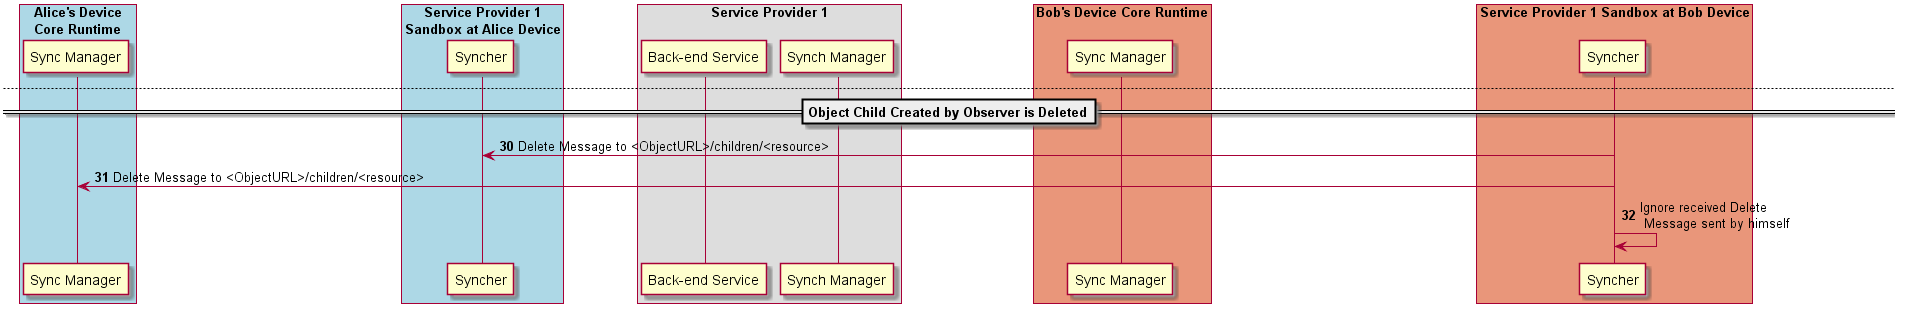 Alice's Device
Core Runtime
Service Provider 1
Sandbox at Alice Device
Service Provider 1
Bob's Device Core Runtime
Service Provider 1 Sandbox at Bob Device
Sync Manager
Syncher
Back-end Service
Synch Manager
Sync Manager
Syncher
Object Child Created by Observer is Deleted
30 Delete Message to <ObjectURL>/children/<resource>
31 Delete Message to <ObjectURL>/children/<resource>
32 Ignore received Delete
Message sent by himself
Sync Manager
Syncher
Back-end Service
Synch Manager
Sync Manager
Syncher